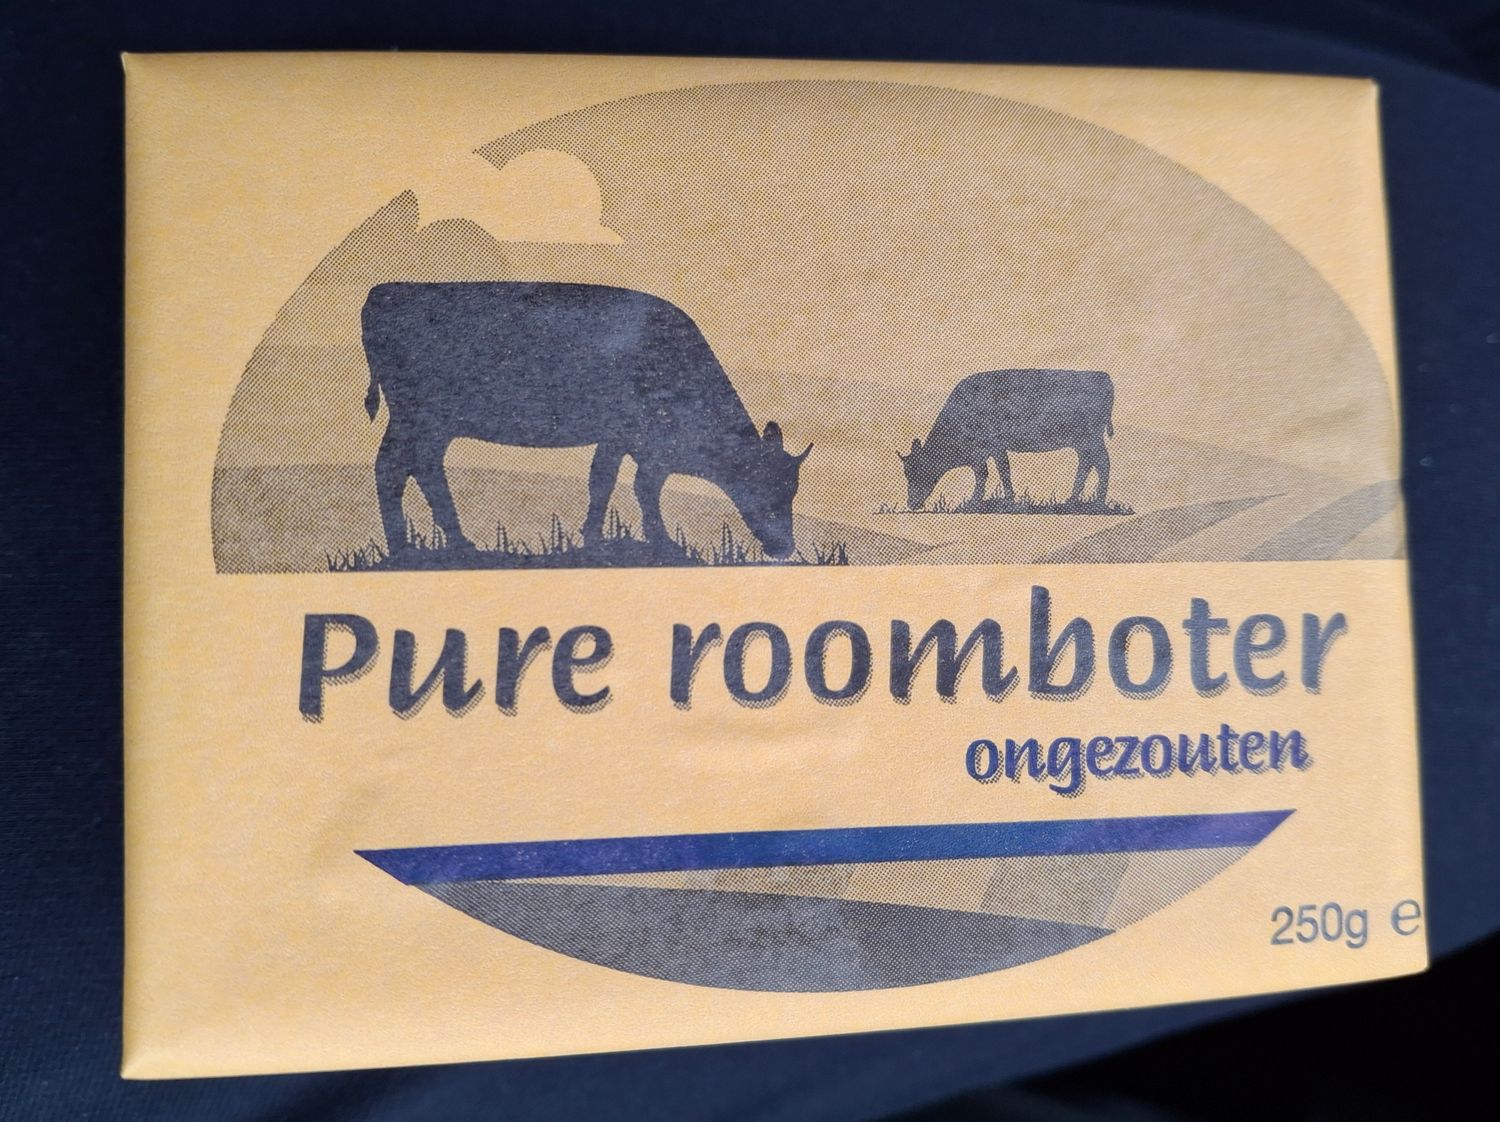 Pure roomboter
ongezouten
250g ℮